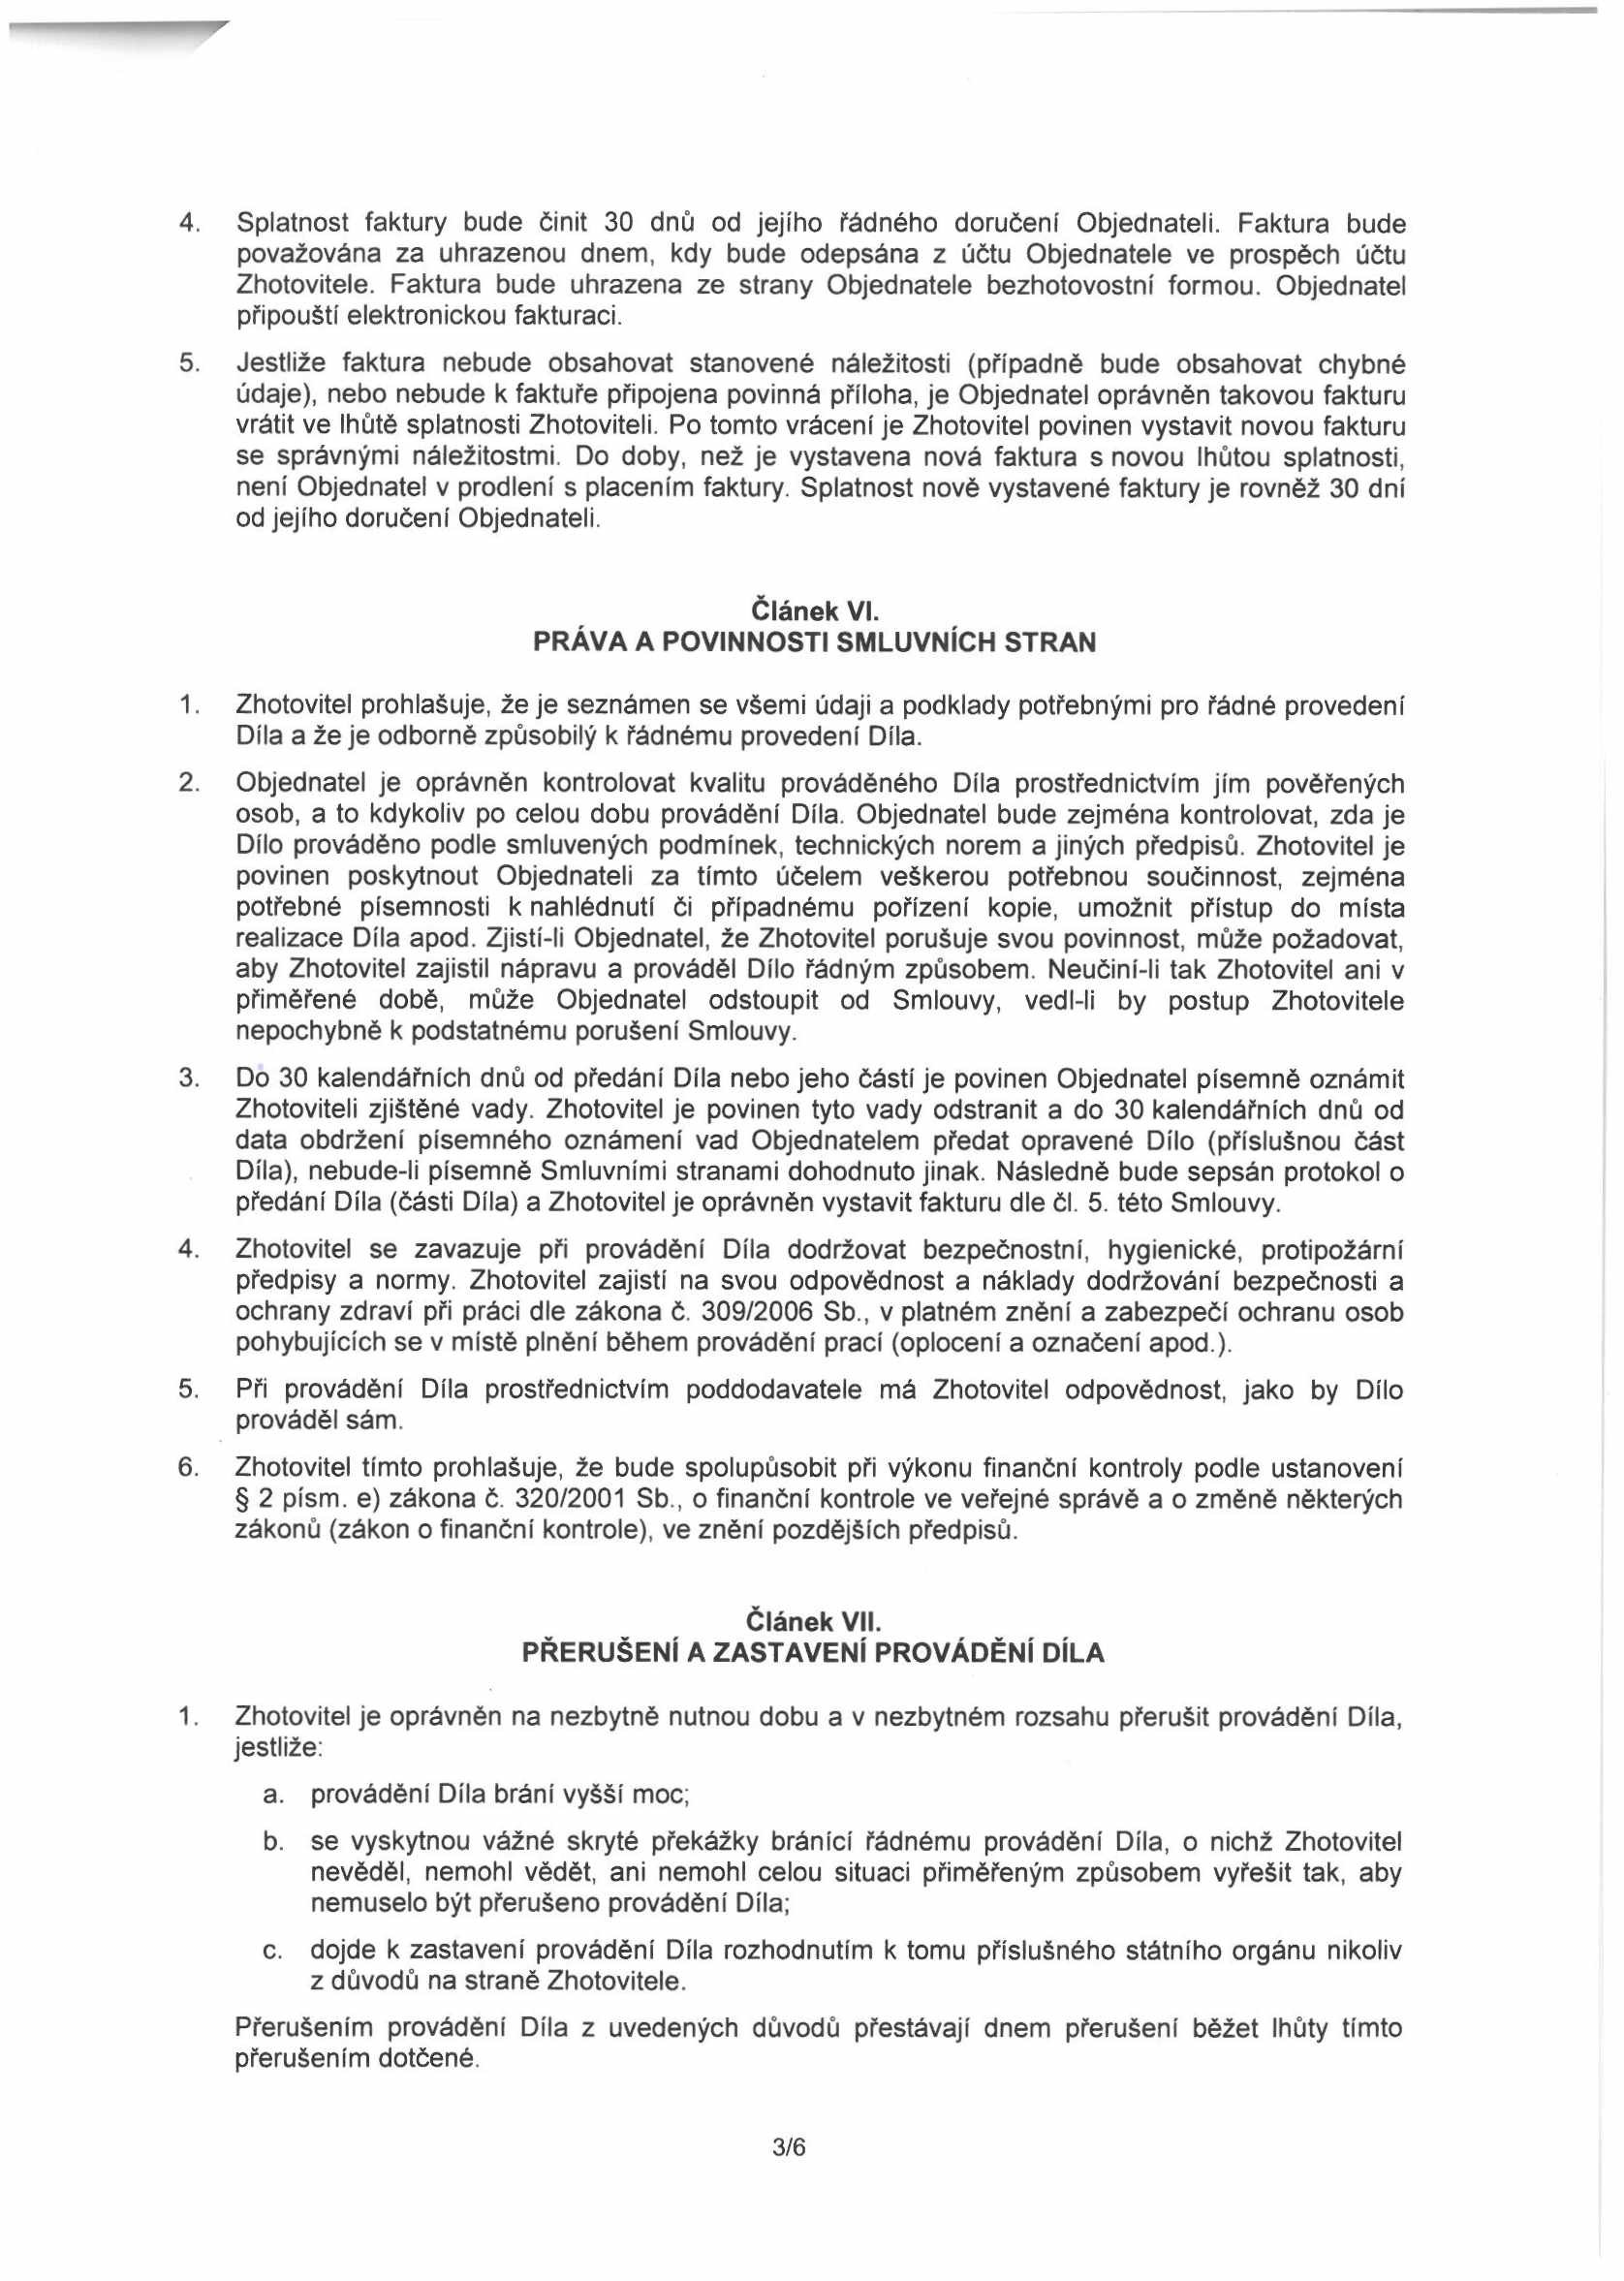 4. Splatnost faktury bude činit 30 dnů od jejího řádného doručení Objednateli. Faktura bude
považována za uhrazenou dnem, kdy bude odepsána z účtu Objednatele ve prospěch účtu
Zhotovitele. Faktura bude uhrazena ze strany Objednatele bezhotovostní formou. Objednatel
připouští elektronickou fakturaci.
5. Jestliže faktura nebude obsahovat stanovené náležitosti (případně bude obsahovat chybné
údaje), nebo nebude k faktuře připojena povinná příloha, je Objednatel oprávněn takovou fakturu
vrátit ve lhůtě splatnosti Zhotoviteli. Po tomto vrácení je Zhotovitel povinen vystavit novou fakturu
se správnými náležitostmi. Do doby, než je vystavena nová faktura s novou lhůtou splatnosti,
není Objednatel v prodlení s placením faktury. Splatnost nově vystavené faktury je rovněž 30 dní
od jejího doručení Objednateli.
Článek VI.
PRÁVA A POVINNOSTI SMLUVNÍCH STRAN
1. Zhotovitel prohlašuje, že je seznámen se všemi údaji a podklady potřebnými pro řádné provedení
Díla a že je odborně způsobilý k řádnému provedení Díla.
2. Objednatel je oprávněn kontrolovat kvalitu prováděného Díla prostřednictvím jím pověřených
osob, a to kdykoliv po celou dobu provádění Díla. Objednatel bude zejména kontrolovat, zda je
Dílo prováděno podle smluvených podmínek, technických norem a jiných předpisů. Zhotovitel je
povinen poskytnout Objednateli za tímto účelem veškerou potřebnou součinnost, zejména
potřebné písemnosti k nahlédnutí či případnému pořízení kopie, umožnit přístup do místa
realizace Díla apod. Zjistí-li Objednatel, že Zhotovitel porušuje svou povinnost, může požadovat,
aby Zhotovitel zajistil nápravu a prováděl Dílo řádným způsobem. Neučiní-li tak Zhotovitel ani v
přiměřené době, může Objednatel odstoupit od Smlouvy, vedl-li by postup Zhotovitele
nepochybně k podstatnému porušení Smlouvy.
3. Do 30 kalendářních dnů od předání Díla nebo jeho částí je povinen Objednatel písemně oznámit
Zhotoviteli zjištěné vady. Zhotovitel je povinen tyto vady odstranit a do 30 kalendářních dnů od
data obdržení písemného oznámení vad Objednatelem předat opravené Dílo (příslušnou část
Díla), nebude-li písemně Smluvními stranami dohodnuto jinak. Následně bude sepsán protokol o
předání Díla (části Díla) a Zhotovitel je oprávněn vystavit fakturu dle čl. 5. této Smlouvy.
4. Zhotovitel se zavazuje při provádění Díla dodržovat bezpečnostní, hygienické, protipožární
předpisy a normy. Zhotovitel zajistí na svou odpovědnost a náklady dodržování bezpečnosti a
ochrany zdraví při práci dle zákona č. 309/2006 Sb., v platném znění a zabezpečí ochranu osob
pohybujících se v místě plnění během provádění prací (oplocení a označení apod.).
5. Při provádění Díla prostřednictvím poddodavatele má Zhotovitel odpovědnost, jako by Dílo
prováděl sám.
6. Zhotovitel tímto prohlašuje, že bude spolupůsobit při výkonu finanční kontroly podle ustanovení
§ 2 písm. e) zákona č. 320/2001 Sb., o finanční kontrole ve veřejné správě a o změně některých
zákonů (zákon o finanční kontrole), ve znění pozdějších předpisů.
Článek VII.
PŘERUŠENÍ A ZASTAVENÍ PROVÁDĚNÍ DÍLA
1. Zhotovitel je oprávněn na nezbytně nutnou dobu a v nezbytném rozsahu přerušit provádění Díla,
jestliže:
a. provádění Díla brání vyšší moc;
b. se vyskytnou vážné skryté překážky bránící řádnému provádění Díla, o nichž Zhotovitel
nevěděl, nemohl vědět, ani nemohl celou situaci přiměřeným způsobem vyřešit tak, aby
nemuselo být přerušeno provádění Díla;
c. dojde k zastavení provádění Díla rozhodnutím k tomu příslušného státního orgánu nikoliv
z důvodů na straně Zhotovitele.
Přerušením provádění Díla z uvedených důvodů přestávají dnem přerušení běžet lhůty tímto
přerušením dotčené.
3/6